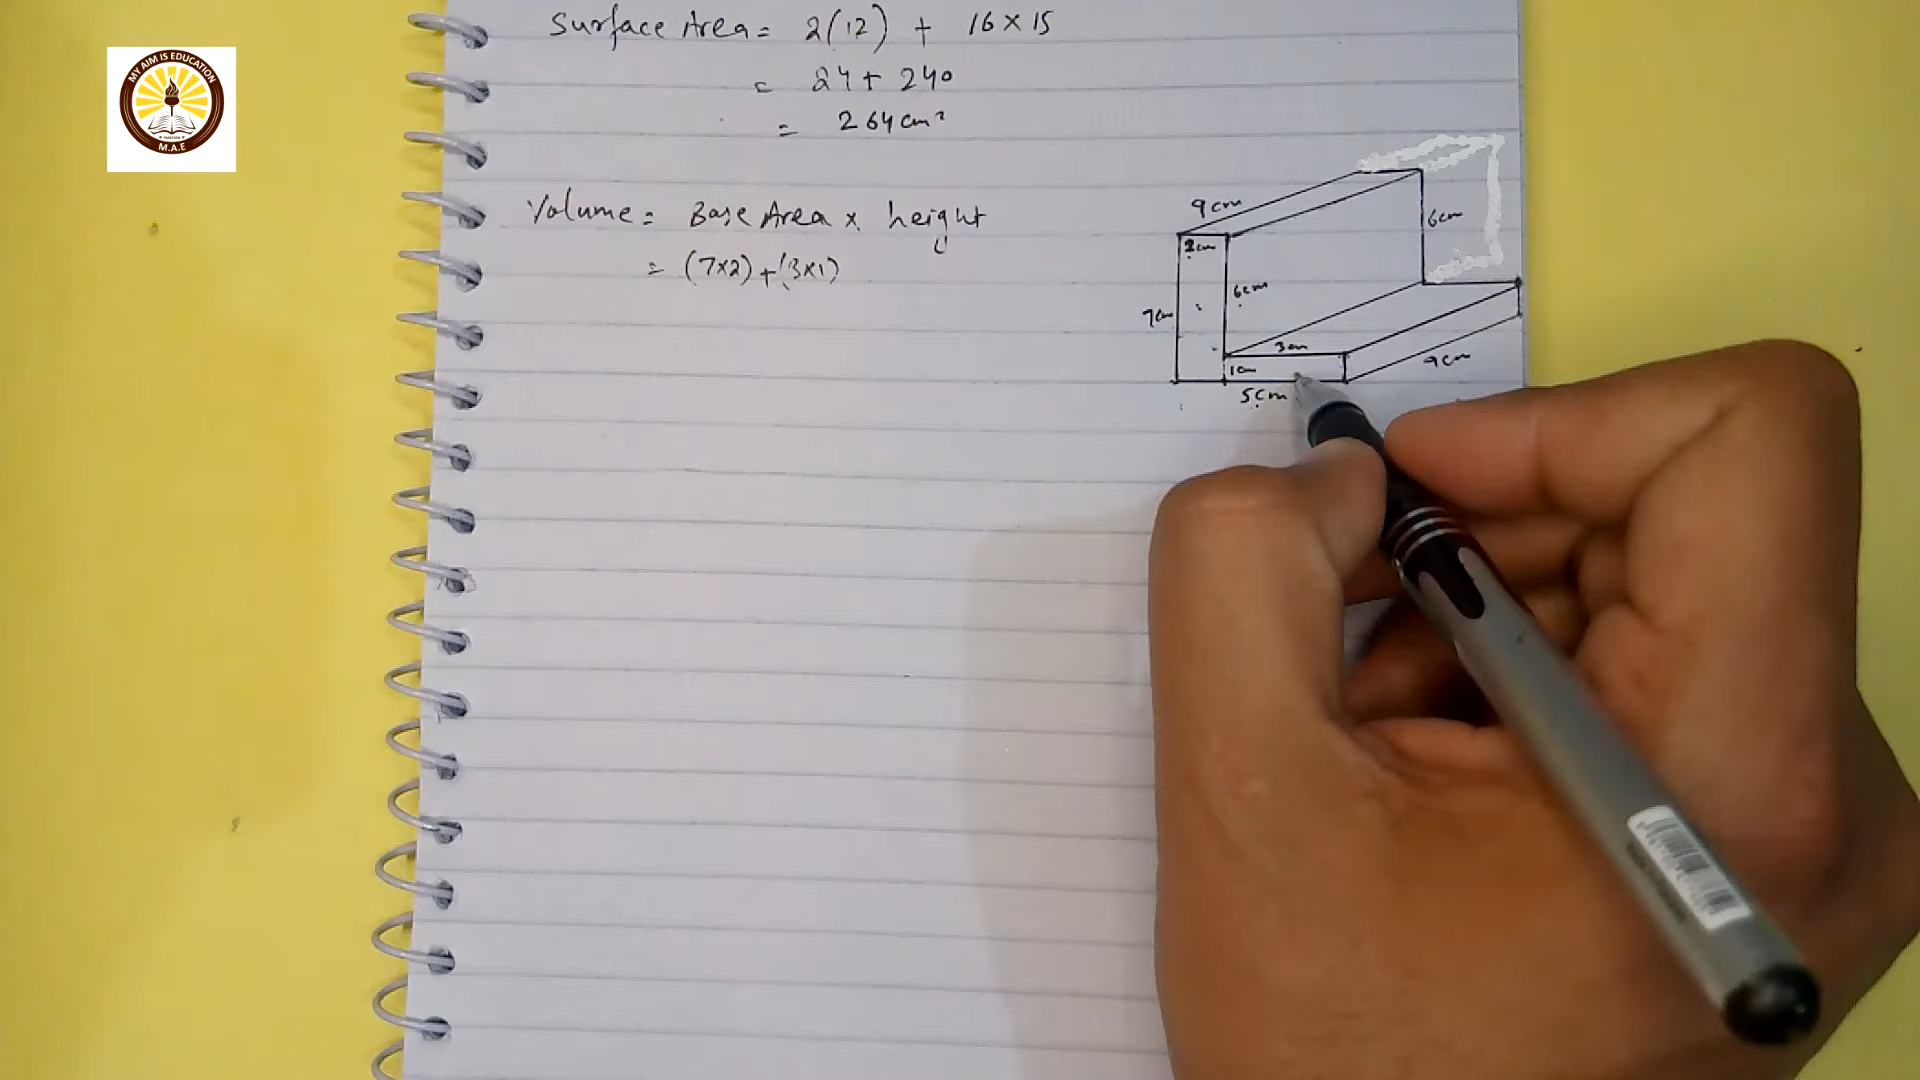 Surface Area = 2(12) + 16 × 15
= 24 + 240
= 264 cm²
Volume = Base Area × height
= (7×2) + (3×1)
9cm
2cm
6cm
7cm
6cm
3cm
1cm
9cm
5cm
MY AIM IS EDUCATION
M.A.E